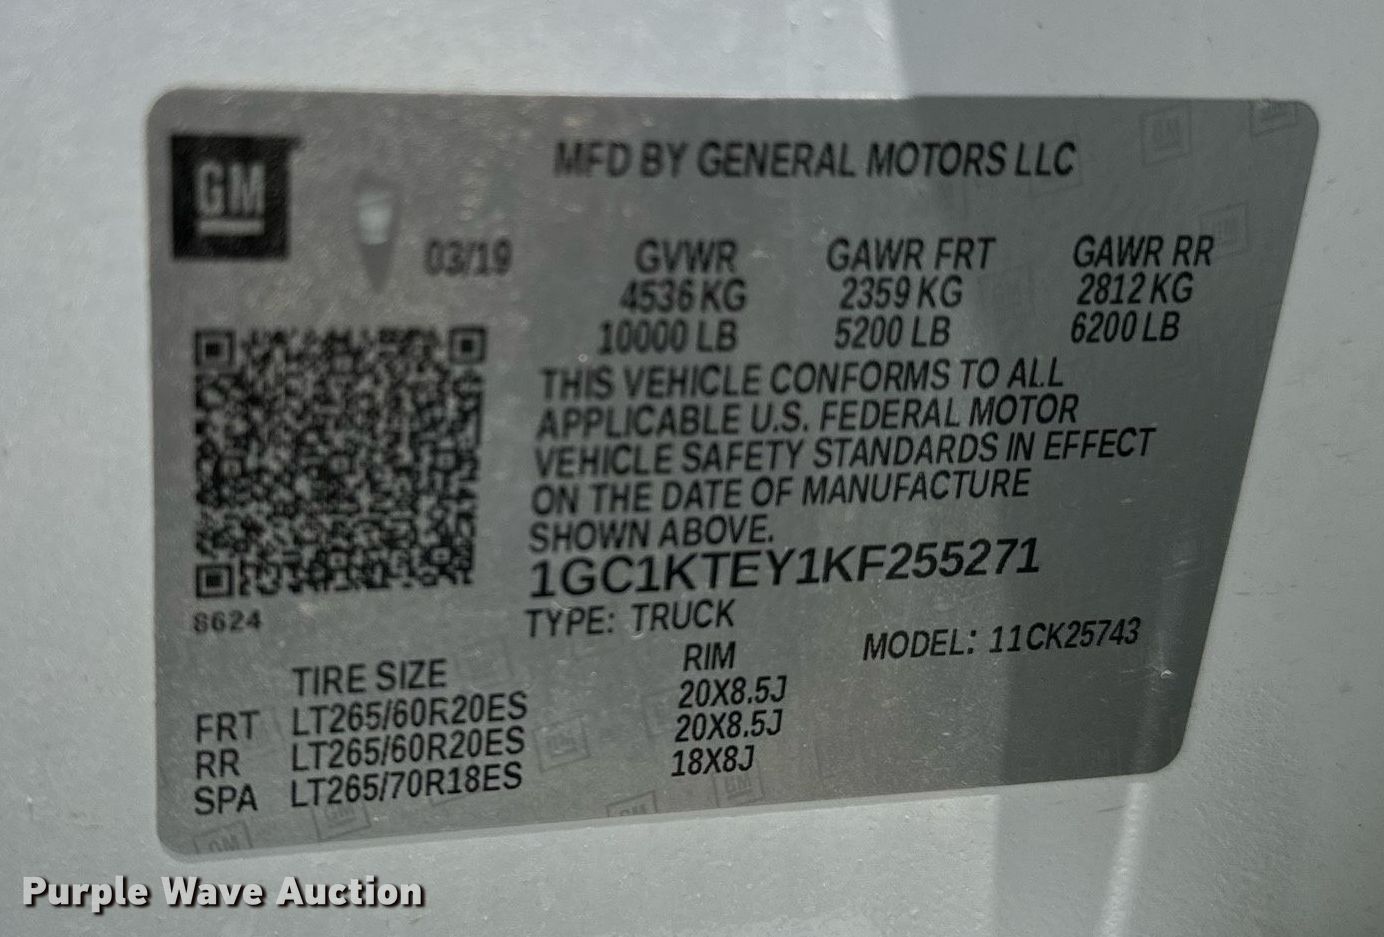 GM
MFD BY GENERAL MOTORS LLC
03/19
GVWR GAWR FRT GAWR RR
4536 KG 2359 KG 2812 KG
10000 LB 5200 LB 6200 LB
THIS VEHICLE CONFORMS TO ALL
APPLICABLE U.S. FEDERAL MOTOR
VEHICLE SAFETY STANDARDS IN EFFECT
ON THE DATE OF MANUFACTURE
SHOWN ABOVE.
1GC1KTEY1KF255271
8624
TYPE: TRUCK
MODEL: 11CK25743
TIRE SIZE RIM
FRT LT265/60R20ES 20X8.5J
RR LT265/60R20ES 20X8.5J
SPA LT265/70R18ES 18X8J
Purple Wave Auction